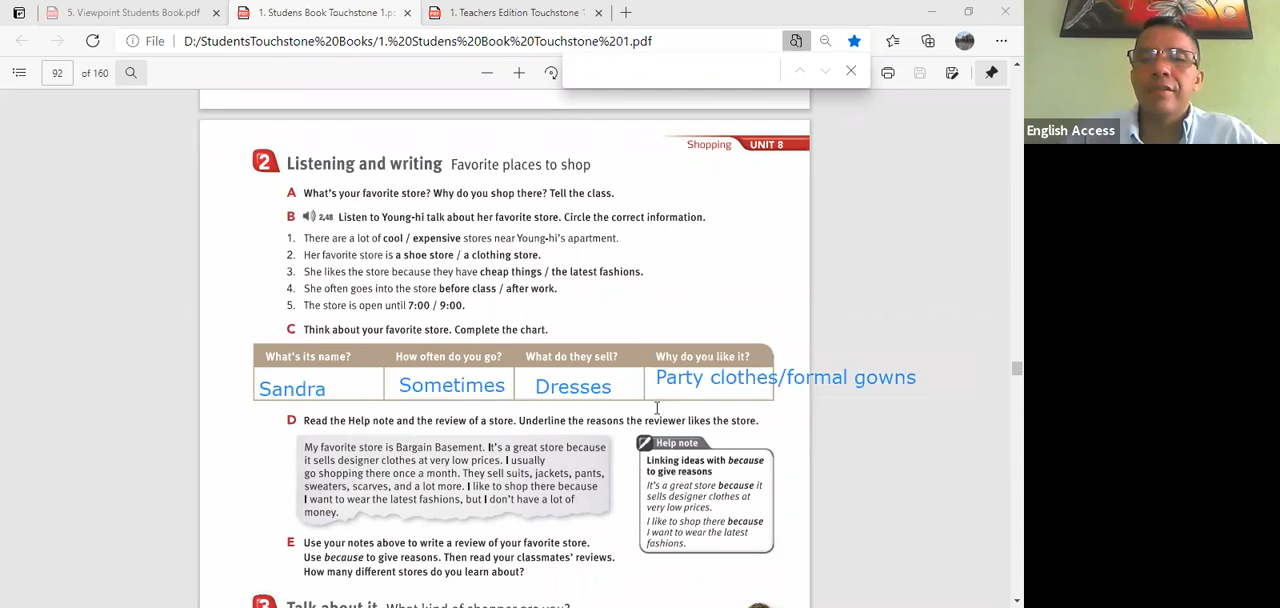 5. Viewpoint Students Book.pdf
1. Studens Book Touchstone 1.p
1. Teachers Edition Touchstone
File D:/StudentsTouchstone%20Books/1.%20Studens%20Book%20Touchstone%201.pdf
92 of 160
English Access
Shopping UNIT 8
2 Listening and writing Favorite places to shop
A What's your favorite store? Why do you shop there? Tell the class.
B 2.48 Listen to Young-hi talk about her favorite store. Circle the correct information.
1. There are a lot of cool / expensive stores near Young-hi's apartment.
2. Her favorite store is a shoe store / a clothing store.
3. She likes the store because they have cheap things / the latest fashions.
4. She often goes into the store before class / after work.
5. The store is open until 7:00 / 9:00.
C Think about your favorite store. Complete the chart.
What's its name? How often do you go? What do they sell? Why do you like it?
Sandra Sometimes Dresses Party clothes/formal gowns
D Read the Help note and the review of a store. Underline the reasons the reviewer likes the store.
My favorite store is Bargain Basement. It's a great store because
it sells designer clothes at very low prices. I usually
go shopping there once a month. They sell suits, jackets, pants,
sweaters, scarves, and a lot more. I like to shop there because
I want to wear the latest fashions, but I don't have a lot of
money.
Help note
Linking ideas with because
to give reasons
It's a great store because it
sells designer clothes at
very low prices.
I like to shop there because
I want to wear the latest
fashions.
E Use your notes above to write a review of your favorite store.
Use because to give reasons. Then read your classmates' reviews.
How many different stores do you learn about?
3 Talk about it What kind of shopper are you?